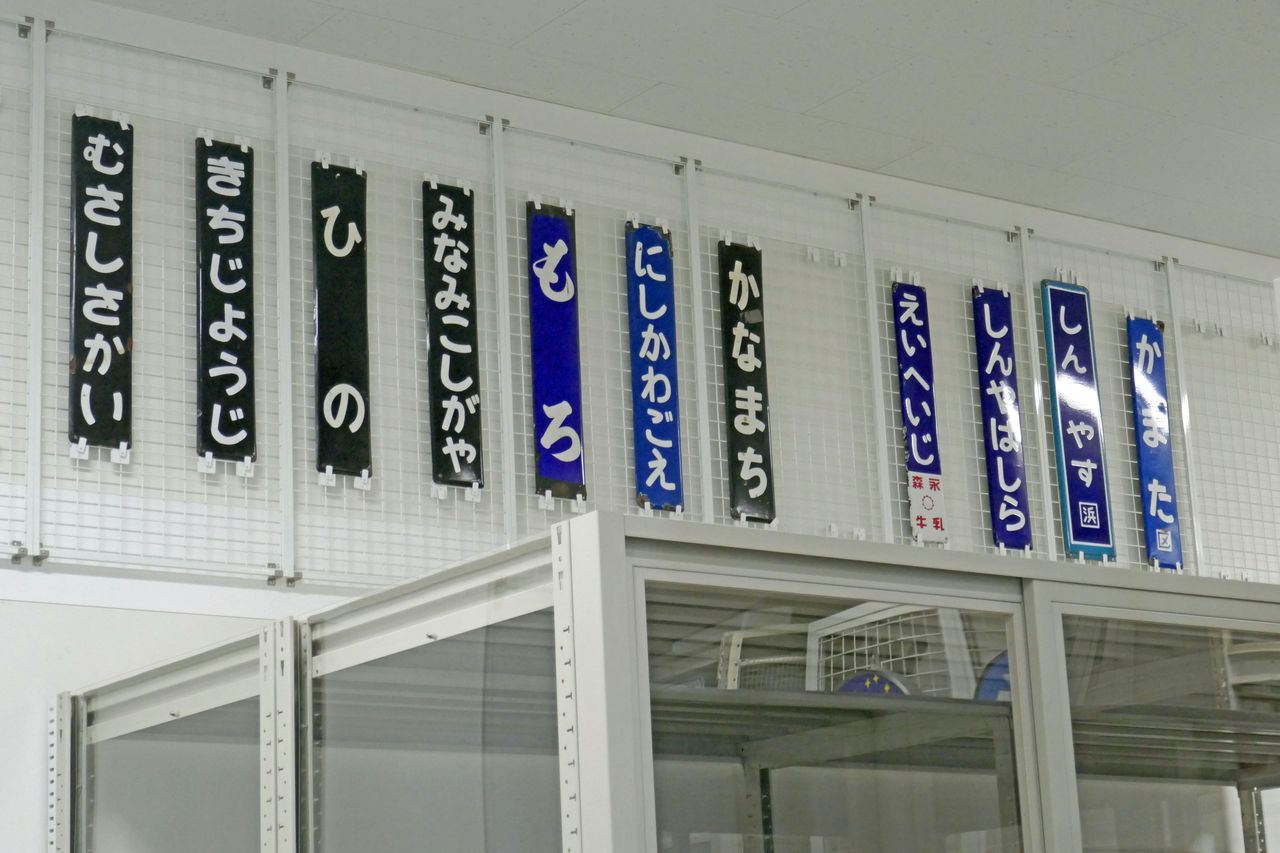 むさしさかい
きちじょうじ
ひの
みなみこしがや
もろ
にしかわごえ
かなまち
えいへいじ
森永
牛乳
しんやはしら
しんやす
浜
かまた
区